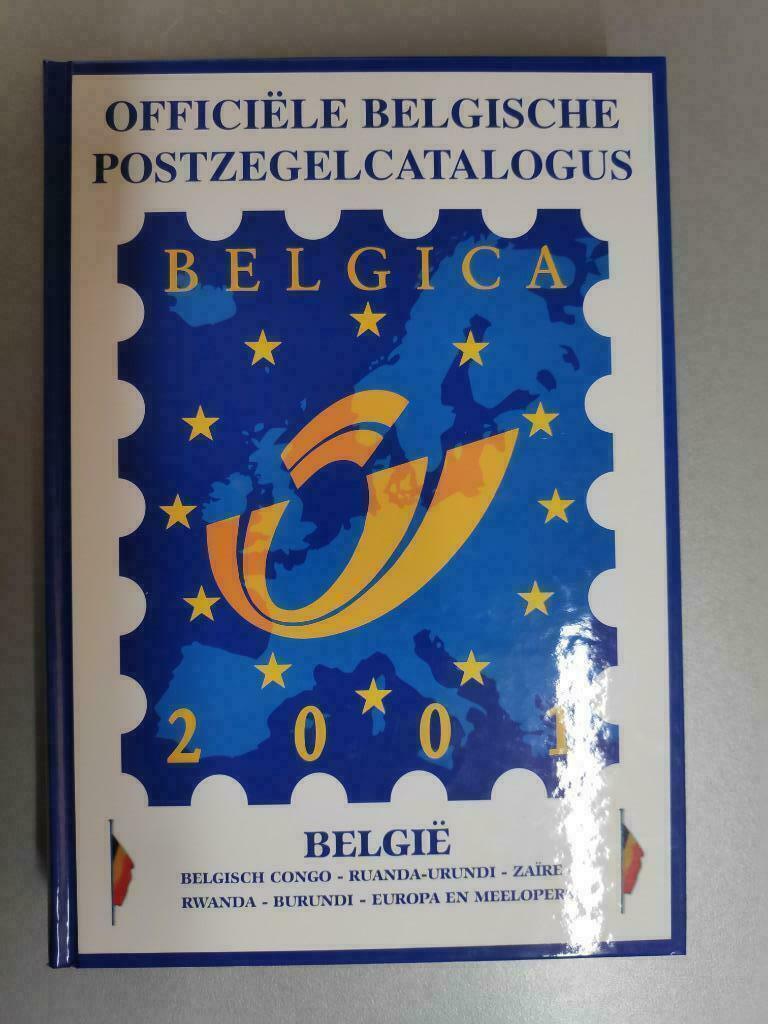 OFFICIËLE BELGISCHE
POSTZEGELCATALOGUS
BELGICA
2001
BELGIË
BELGISCH CONGO - RUANDA-URUNDI - ZAÏRE -
RWANDA - BURUNDI - EUROPA EN MEELOPERS